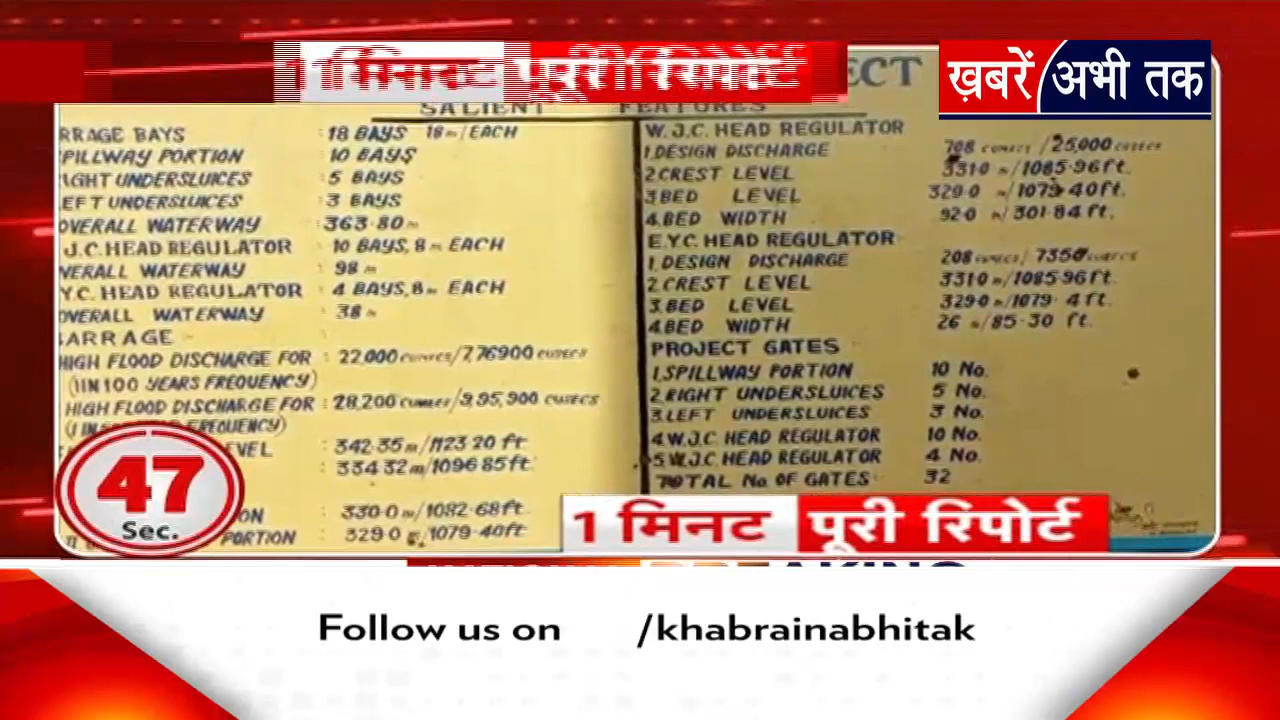 1 मिनट पूरी रिपोर्ट
ECT
ख़बरें अभी तक
SALIENT FEATURES
RRAGE BAYS : 18 BAYS 18 m/EACH
PILLWAY PORTION : 10 BAYS
IGHT UNDERSLUICES : 5 BAYS
EFT UNDERSLUICES : 3 BAYS
OVERALL WATERWAY : 363·80 m
J.C. HEAD REGULATOR : 10 BAYS, 8 m EACH
VERALL WATERWAY : 98 m
Y.C. HEAD REGULATOR : 4 BAYS, 8 m EACH
OVERALL WATERWAY : 38 m
ARRAGE
HIGH FLOOD DISCHARGE FOR : 22,000 cumecs/7,76900 cusecs
(1 IN 100 YEARS FREQUENCY)
HIGH FLOOD DISCHARGE FOR : 28,200 cumecs/9,95,900 cusecs
(1 IN FREQUENCY)
EVEL : 342·35 m/1123 20 ft
: 334 32 m/1096 85 ft
ON : 330·0 m/1082·68 ft
PORTION : 329·0 m/1079·40 ft
W.J.C. HEAD REGULATOR
1.DESIGN DISCHARGE 708 cumecs /25,000 cusecs
2.CREST LEVEL 331·0 m/1085·96 ft.
3.BED LEVEL 329·0 m/1079·40 ft.
4.BED WIDTH 92·0 m/301·84 ft.
E.Y.C. HEAD REGULATOR
1.DESIGN DISCHARGE 208 cumecs/ 7350 cusecs
2.CREST LEVEL 331·0 m/1085·96 ft.
3.BED LEVEL 329·0 m/1079· 4 ft.
4.BED WIDTH 26 m/85·30 ft.
PROJECT GATES
1.SPILLWAY PORTION 10 No.
2.RIGHT UNDERSLUICES 5 No.
3.LEFT UNDERSLUICES 3 No.
4.W.J.C. HEAD REGULATOR 10 No.
5.W.J.C. HEAD REGULATOR 4 No.
TOTAL No. OF GATES 32
47
Sec.
1 मिनट पूरी रिपोर्ट
BREAKING
Follow us on /khabrainabhitak